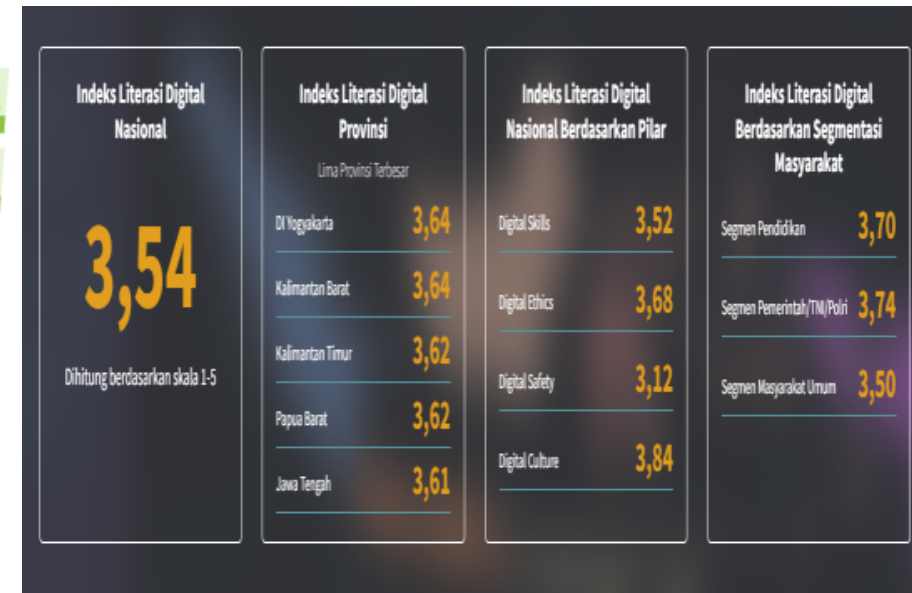 Indeks Literasi Digital
Nasional
3,54
Dihitung berdasarkan skala 1-5
Indeks Literasi Digital
Provinsi
Lima Provinsi Terbesar
DI Yogyakarta 3,64
Kalimantan Barat 3,64
Kalimantan Timur 3,62
Papua Barat 3,62
Jawa Tengah 3,61
Indeks Literasi Digital
Nasional Berdasarkan Pilar
Digital Skills 3,52
Digital Ethics 3,68
Digital Safety 3,12
Digital Culture 3,84
Indeks Literasi Digital
Berdasarkan Segmentasi
Masyarakat
Segmen Pendidikan 3,70
Segmen Pemerintah/TNI/Polri 3,74
Segmen Masyarakat Umum 3,50